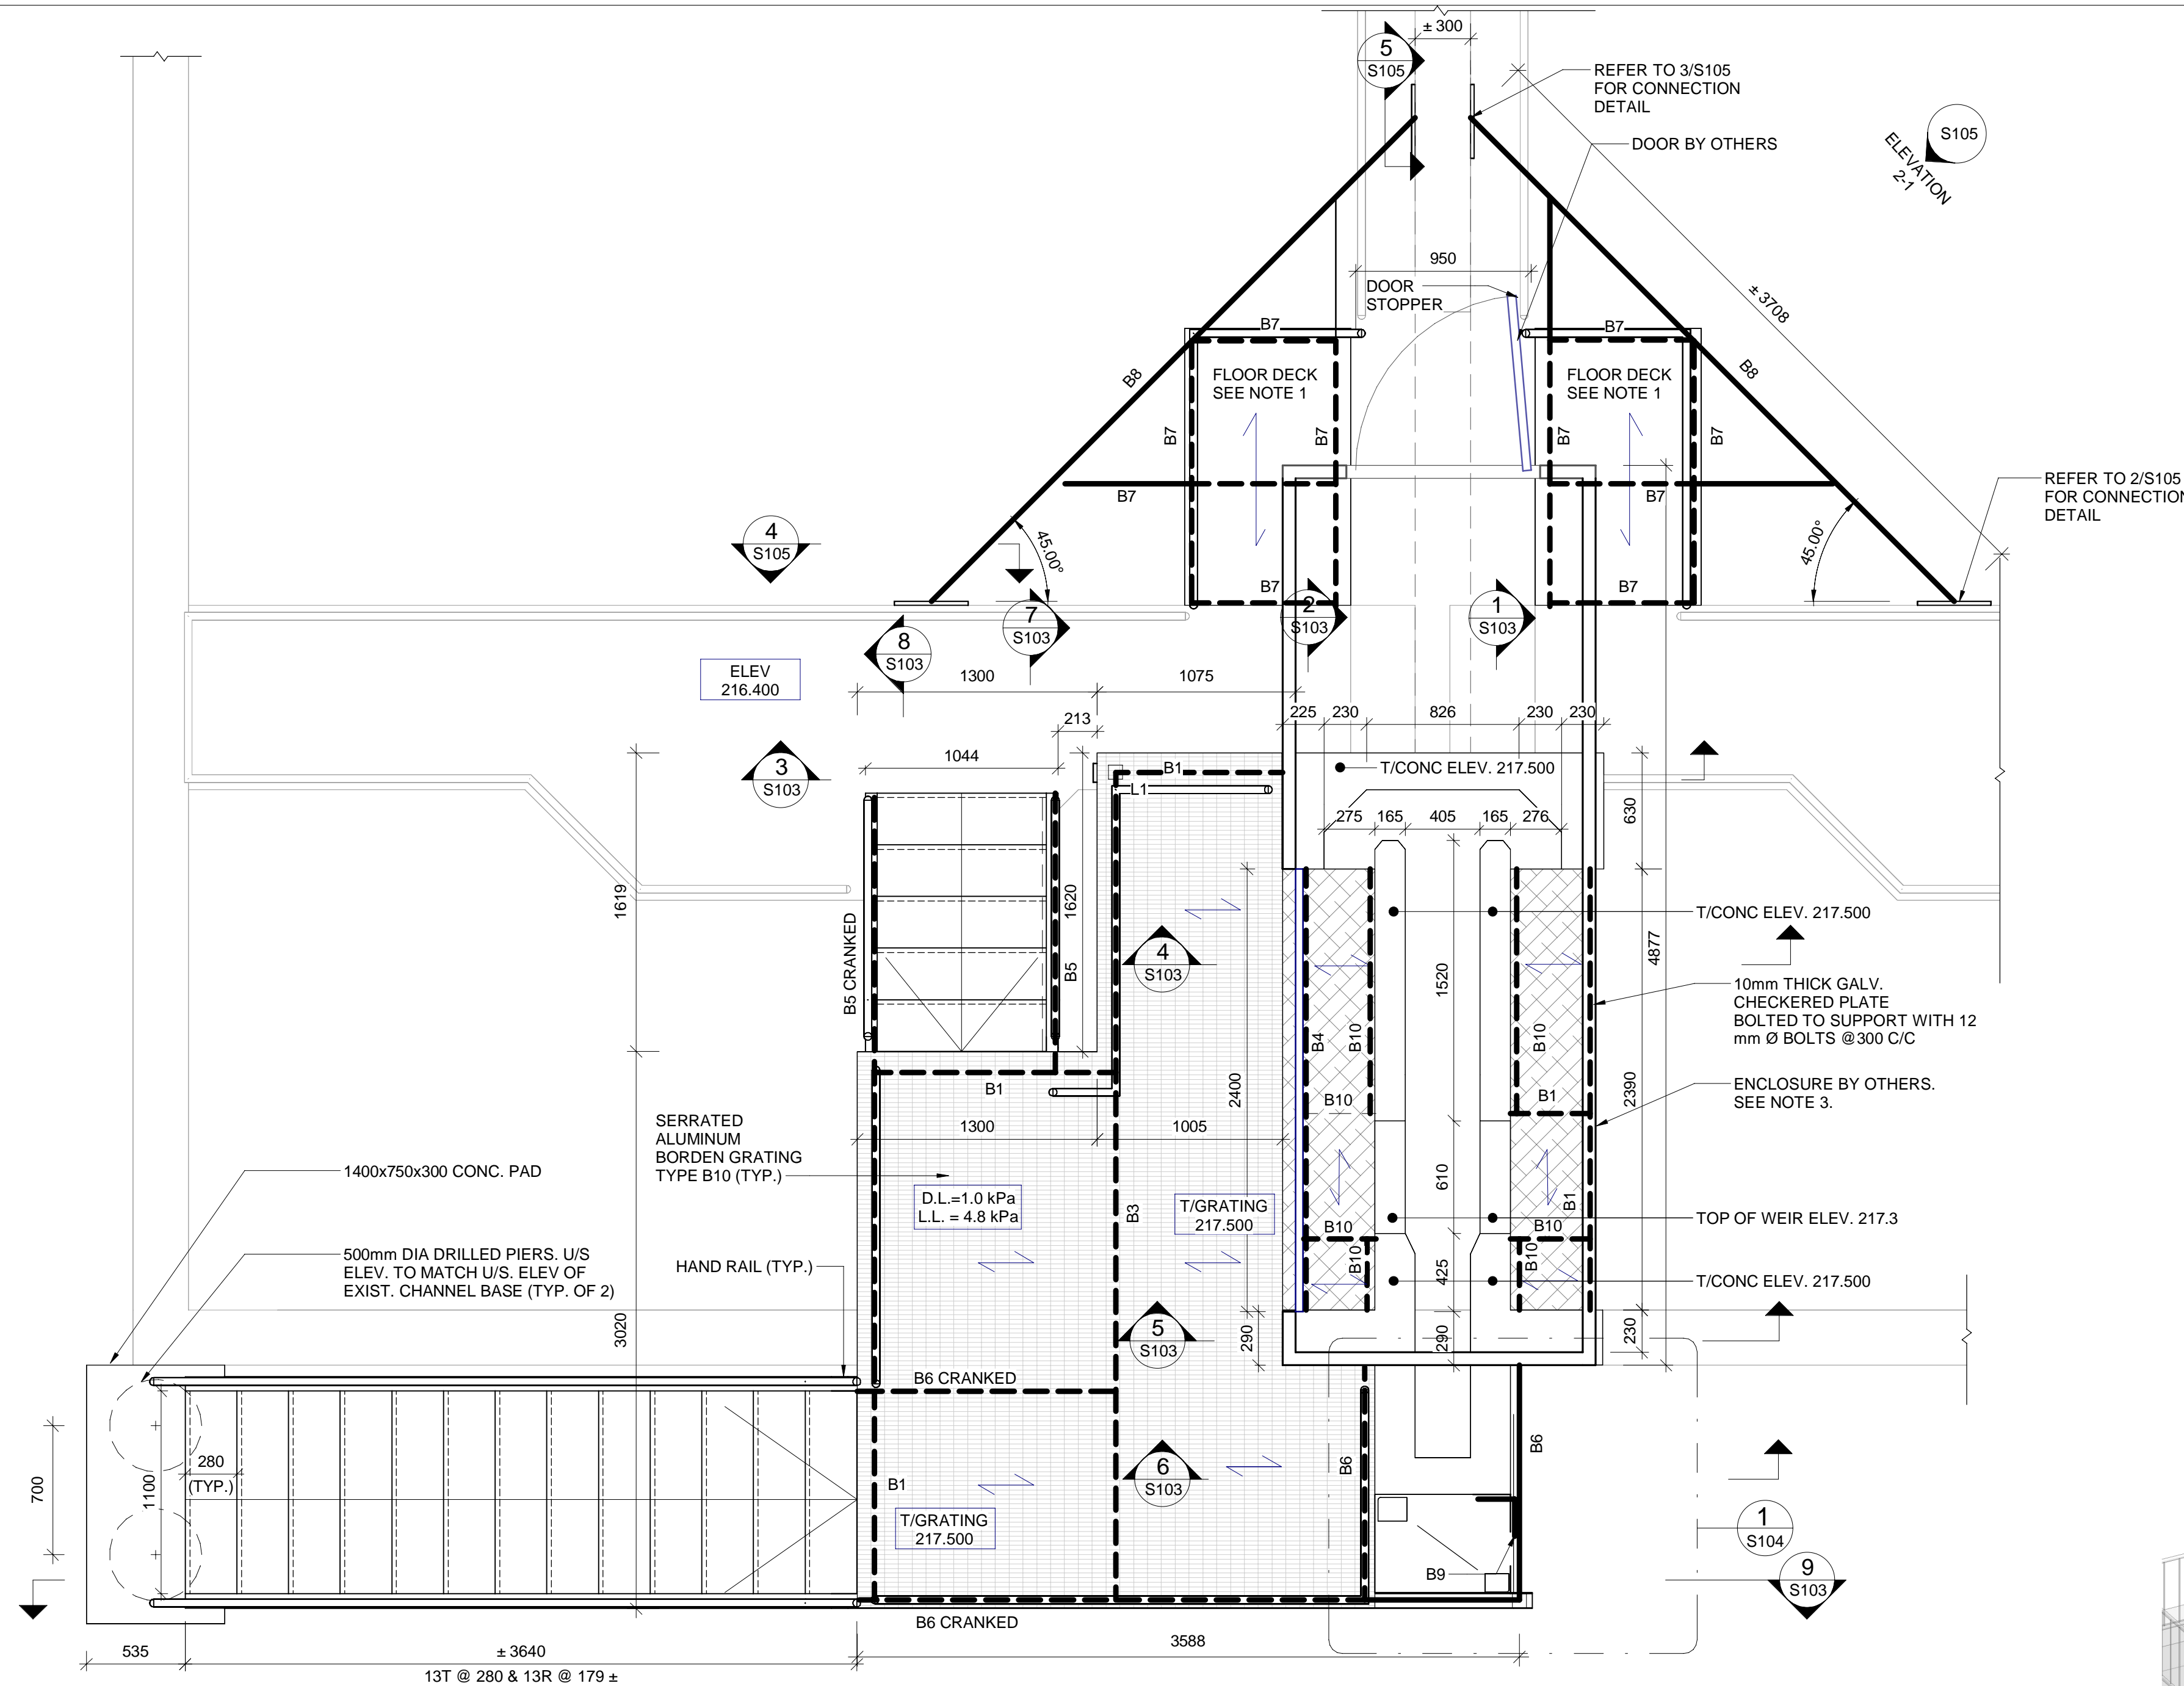 ± 300
5
S105
REFER TO 3/S105
FOR CONNECTION
DETAIL
DOOR BY OTHERS
S105
ELEVATION
2-1
950
DOOR
STOPPER
± 3708
B7
B7
B8
B8
FLOOR DECK
SEE NOTE 1
FLOOR DECK
SEE NOTE 1
B7
B7
B7
B7
B7
B7
REFER TO 2/S105
FOR CONNECTION
DETAIL
4
S105
45.00°
45.00°
B7
B7
7
S103
2
S103
1
S103
8
S103
ELEV
216.400
1300
1075
213
225
230
826
230
230
3
S103
1044
B1
T/CONC ELEV. 217.500
L1
275
165
405
165
276
630
1619
1620
B5 CRANKED
B5
4
S103
T/CONC ELEV. 217.500
4877
1520
10mm THICK GALV.
CHECKERED PLATE
BOLTED TO SUPPORT WITH 12
mm Ø BOLTS @300 C/C
B4
B10
B10
B1
2400
B10
B1
2390
ENCLOSURE BY OTHERS.
SEE NOTE 3.
SERRATED
ALUMINUM
BORDEN GRATING
TYPE B10 (TYP.)
1300
1005
1400x750x300 CONC. PAD
D.L.=1.0 kPa
L.L. = 4.8 kPa
B3
T/GRATING
217.500
610
B1
TOP OF WEIR ELEV. 217.3
B10
B10
500mm DIA DRILLED PIERS. U/S
ELEV. TO MATCH U/S. ELEV OF
EXIST. CHANNEL BASE (TYP. OF 2)
HAND RAIL (TYP.)
B10
B10
425
T/CONC ELEV. 217.500
3020
5
S103
290
290
230
B6 CRANKED
280
(TYP.)
700
1100
B1
6
S103
B6
B6
T/GRATING
217.500
1
S104
B9
9
S103
B6 CRANKED
535
± 3640
3588
13T @ 280 & 13R @ 179 ±